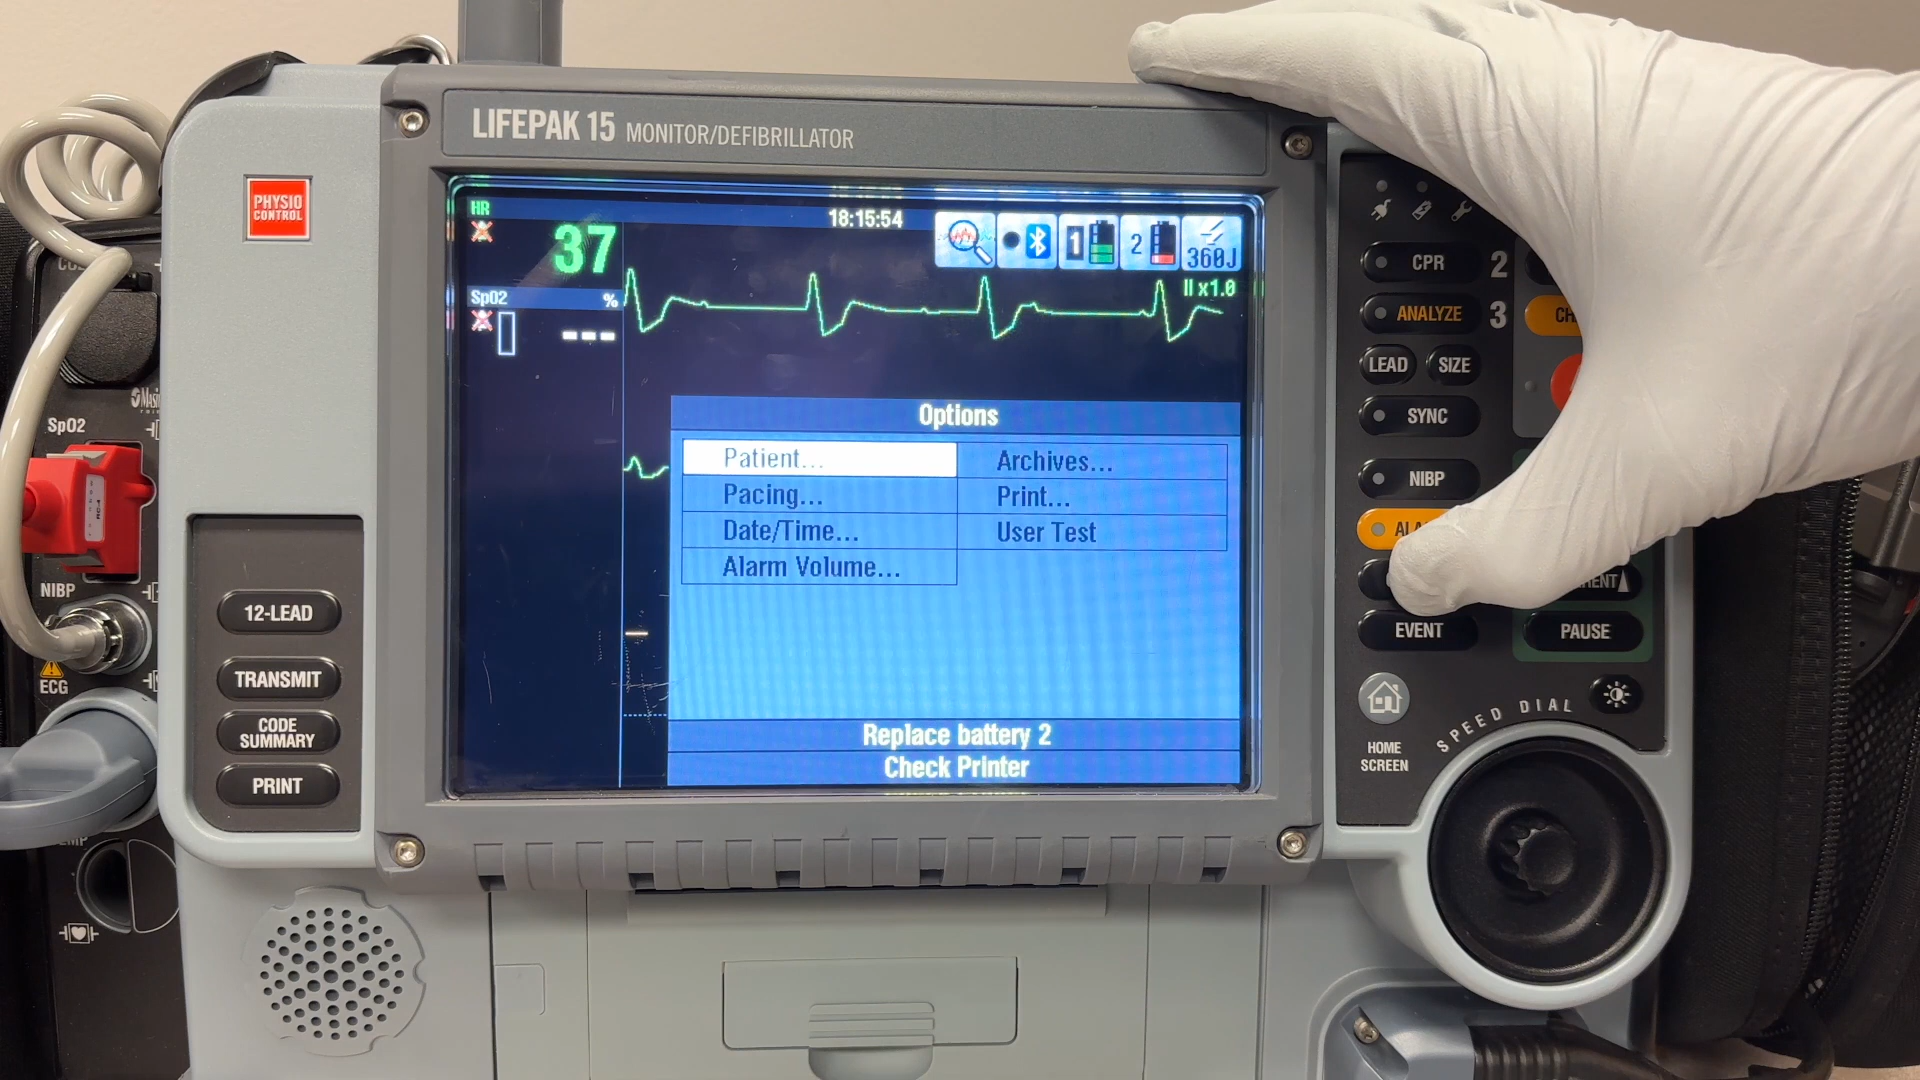 LIFEPAK 15 MONITOR/DEFIBRILLATOR
PHYSIO
CONTROL
HR
37
18:15:54
1
2
360J
SpO2 %
---
II x1.0
Options
Patient...
Pacing...
Date/Time...
Alarm Volume...
Archives...
Print...
User Test
Replace battery 2
Check Printer
SpO2
NIBP
ECG
12-LEAD
TRANSMIT
CODE
SUMMARY
PRINT
CPR 2
ANALYZE 3
LEAD SIZE
SYNC
NIBP
EVENT
PAUSE
HOME
SCREEN
SPEED DIAL